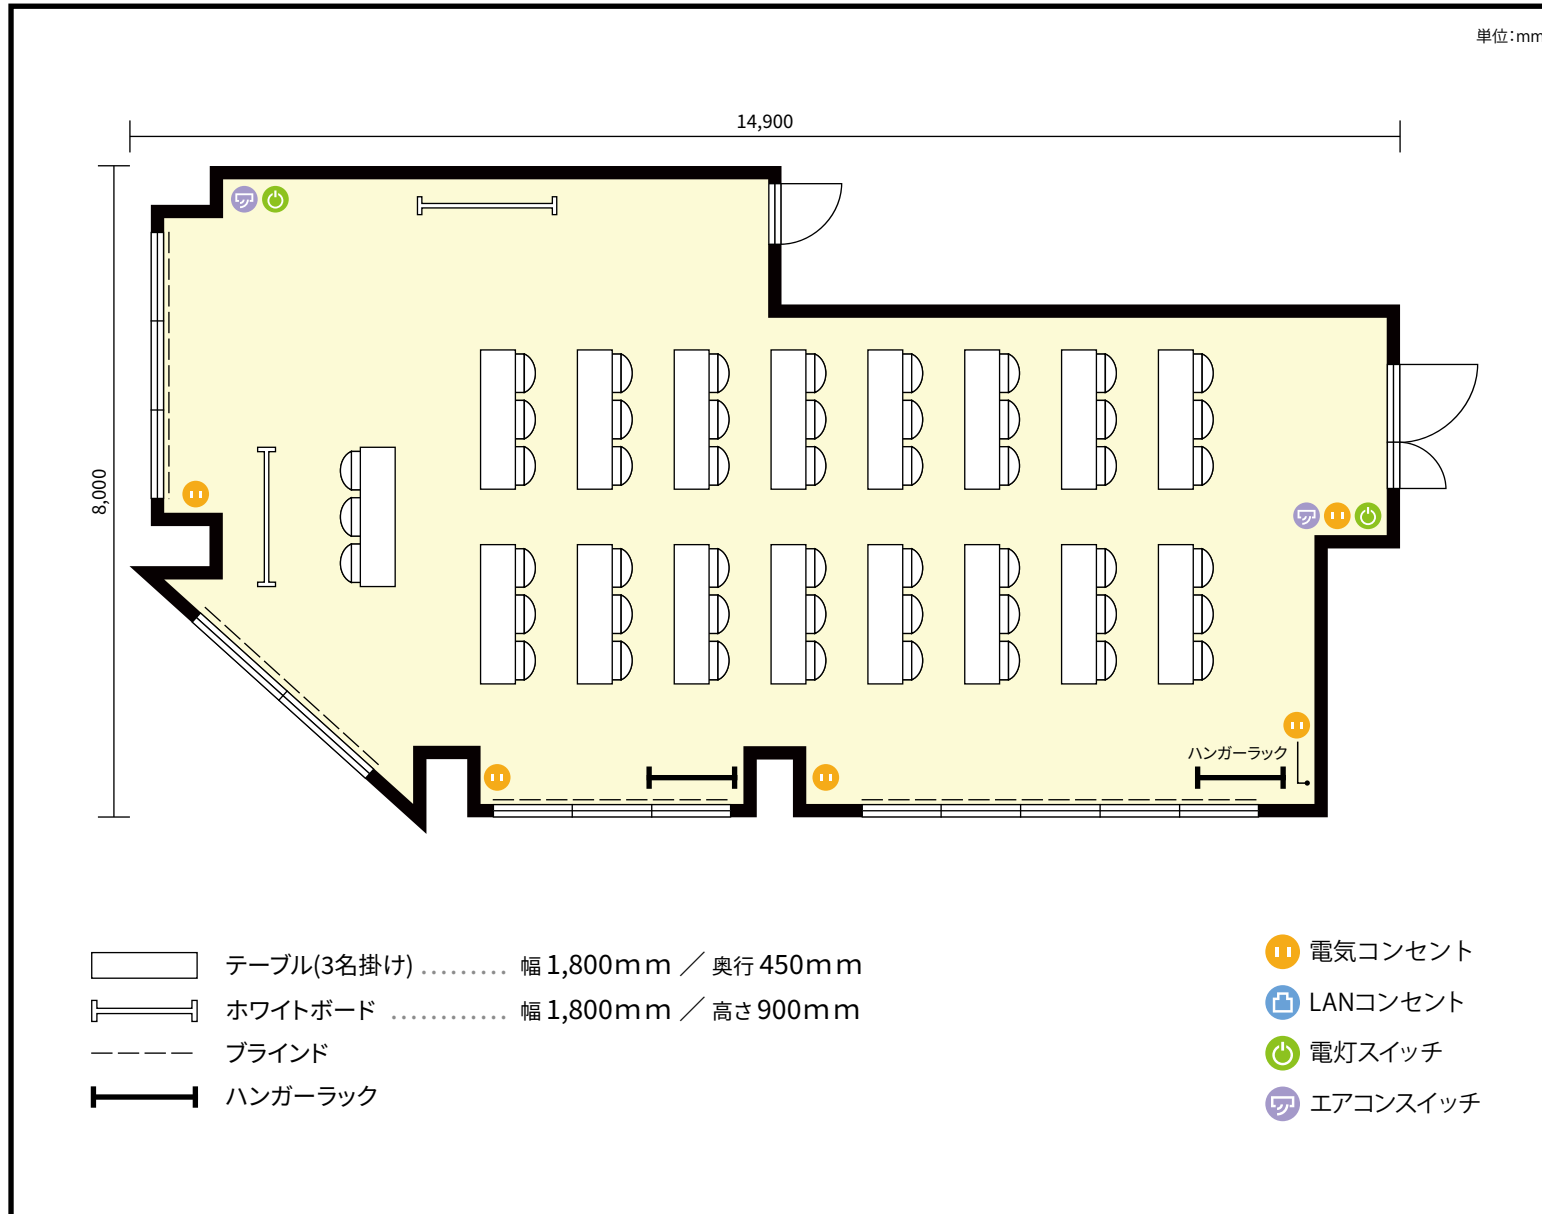 単位：mm
14,900
8,000
ハンガーラック
テーブル(3名掛け) ......... 幅 1,800mm ／ 奥行 450mm
ホワイトボード ............ 幅 1,800mm ／ 高さ 900mm
ブラインド
ハンガーラック
電気コンセント
LANコンセント
電灯スイッチ
エアコンスイッチ